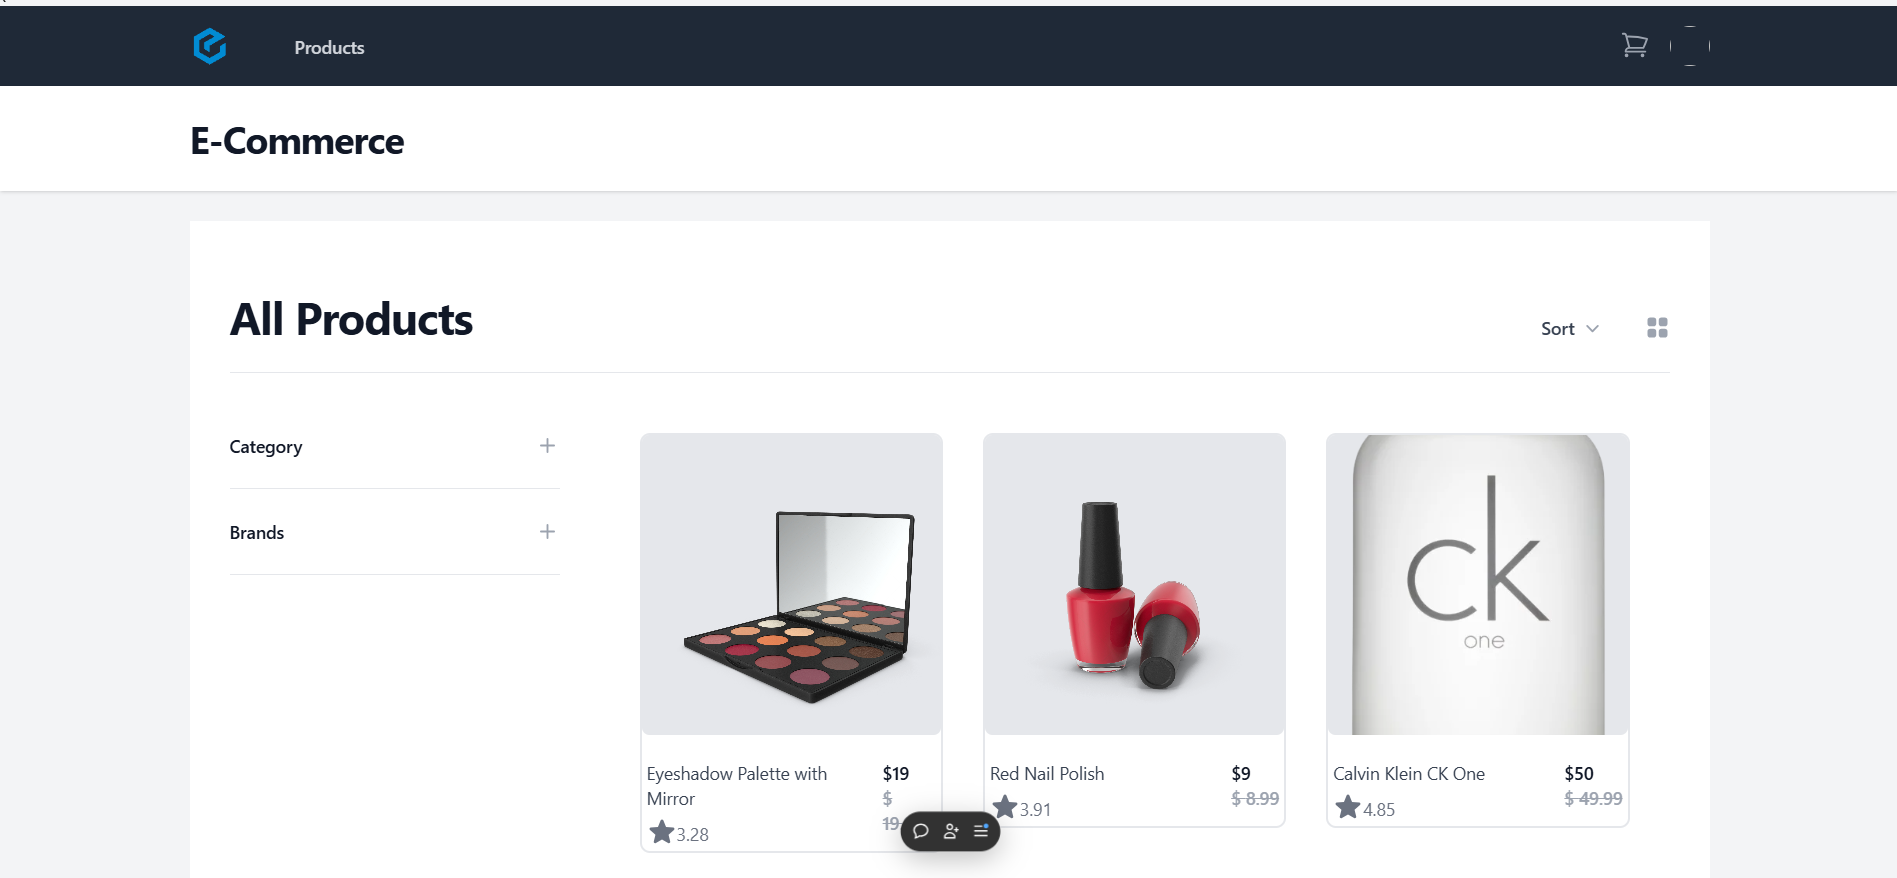 Products
E-Commerce
All Products
Sort
Category
Brands
ck
one
Eyeshadow Palette with
Mirror
$19
$
19
3.28
Red Nail Polish
$9
$ 8.99
3.91
Calvin Klein CK One
$50
$ 49.99
4.85